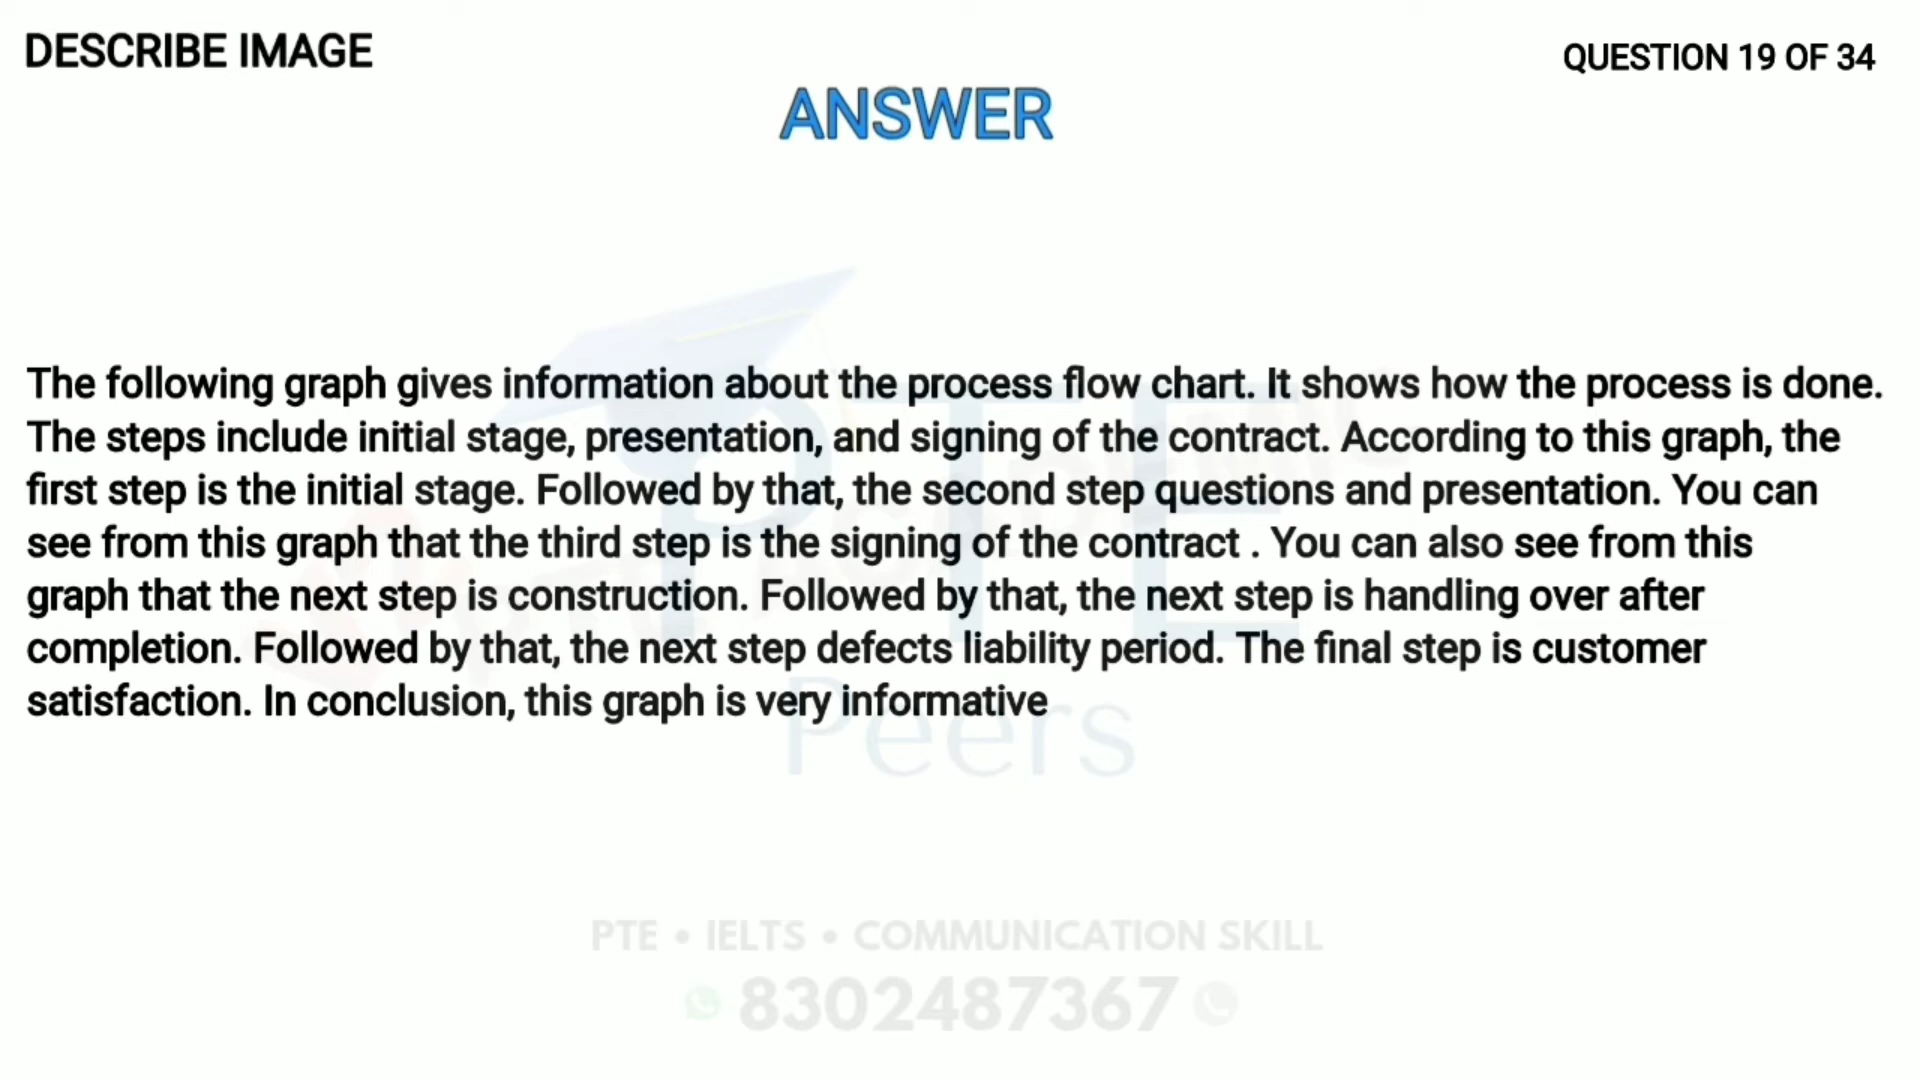 DESCRIBE IMAGE
QUESTION 19 OF 34
ANSWER
The following graph gives information about the process flow chart. It shows how the process is done.
The steps include initial stage, presentation, and signing of the contract. According to this graph, the
first step is the initial stage. Followed by that, the second step questions and presentation. You can
see from this graph that the third step is the signing of the contract . You can also see from this
graph that the next step is construction. Followed by that, the next step is handling over after
completion. Followed by that, the next step defects liability period. The final step is customer
satisfaction. In conclusion, this graph is very informative
PTE
Peers
PTE • IELTS • COMMUNICATION SKILL
8302487367